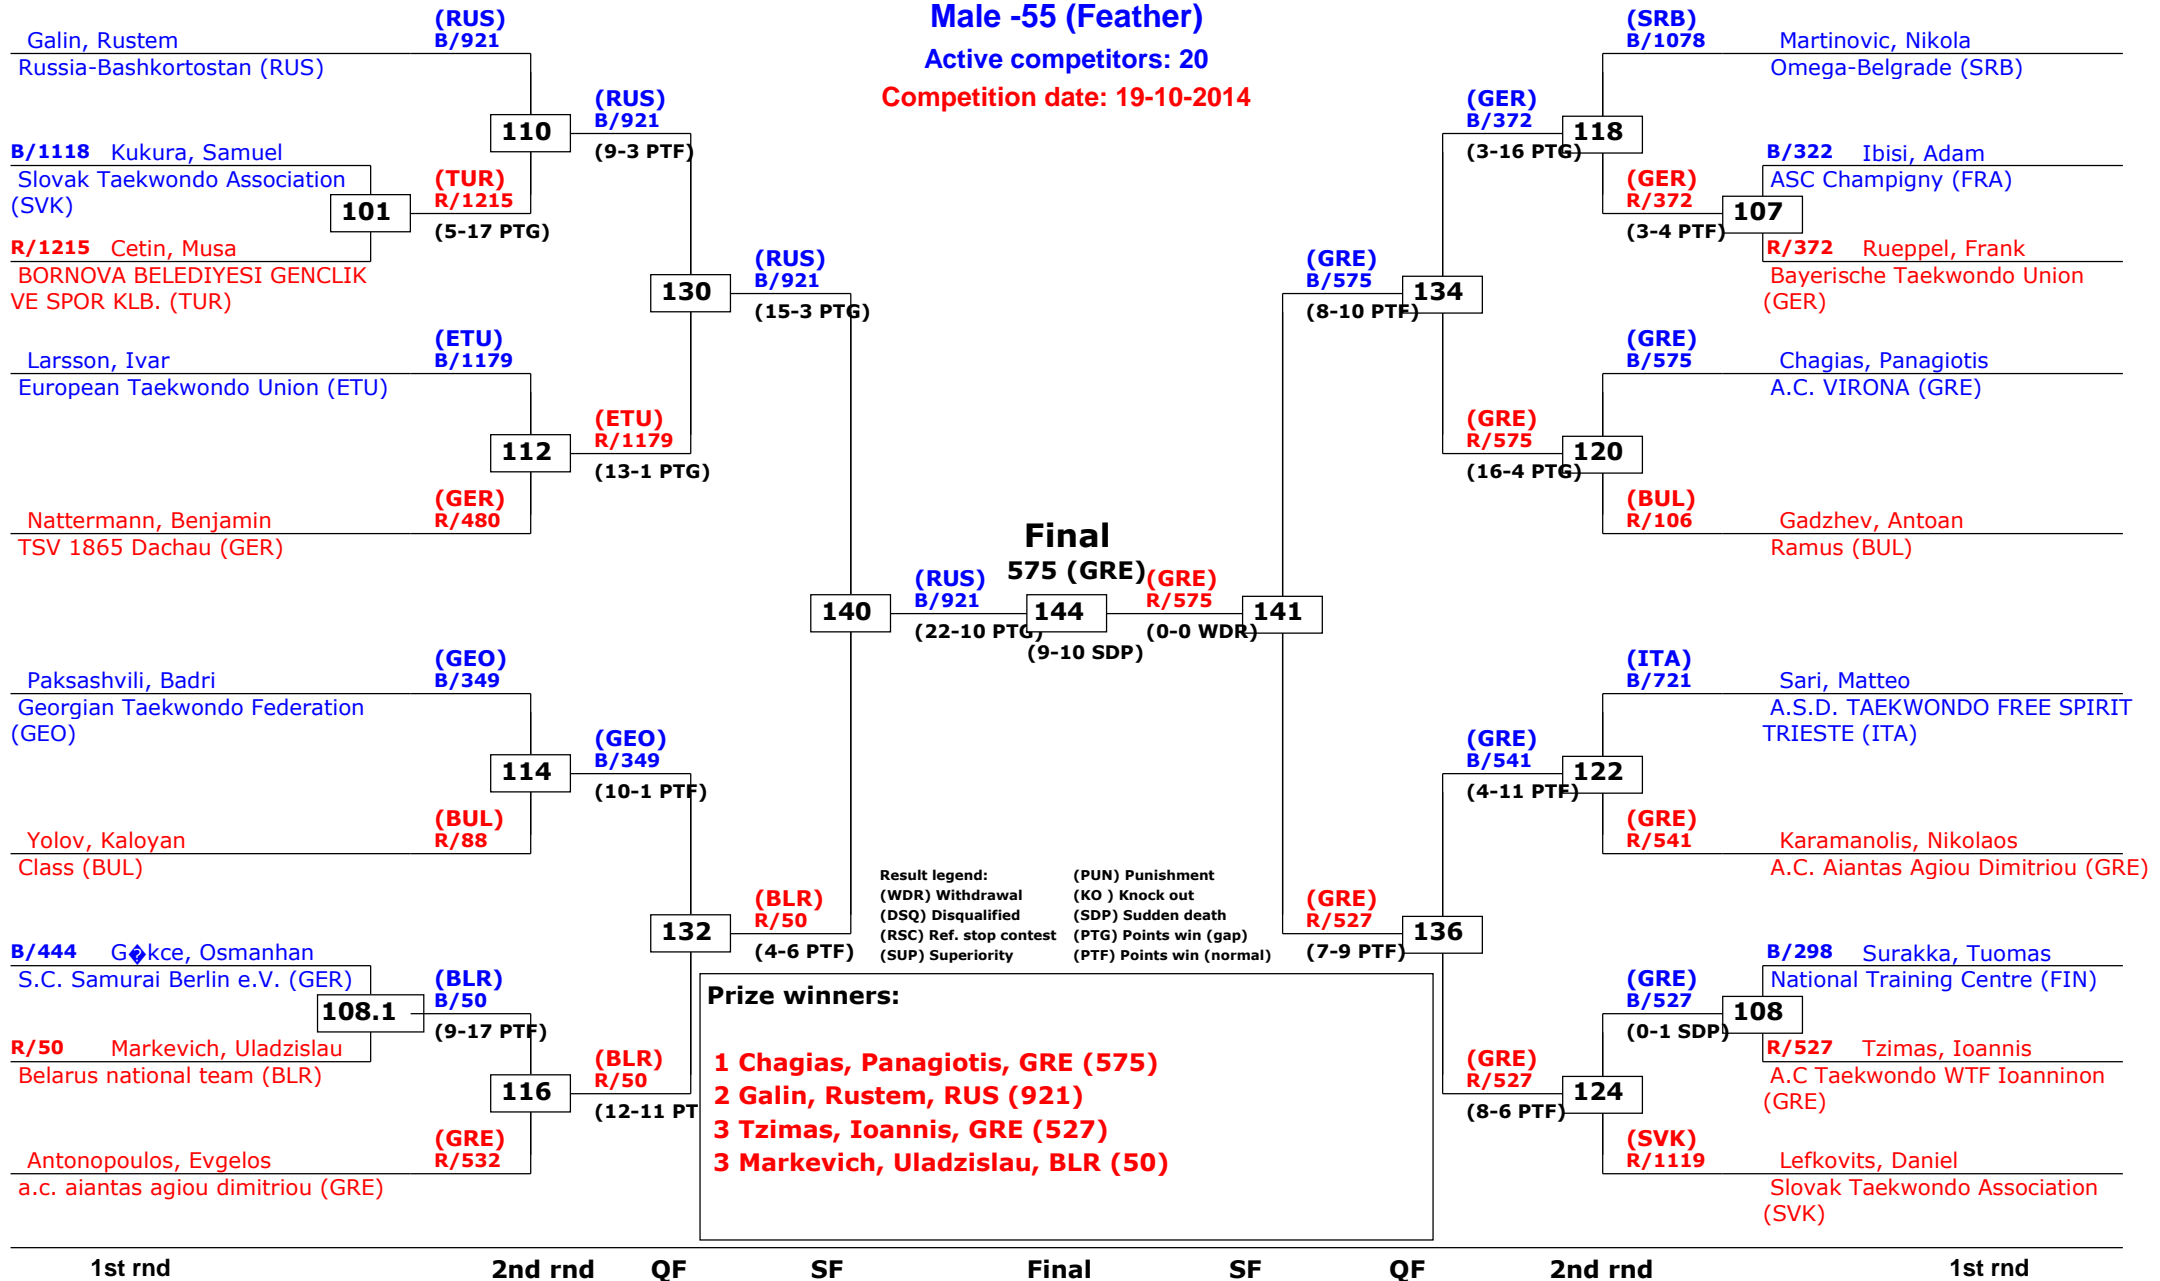 Male -55 (Feather)
Active competitors: 20
Competition date: 19-10-2014
(RUS)
B/921
Galin, Rustem
Russia-Bashkortostan (RUS)
110
(RUS)
B/921
(9-3 PTF)
B/1118 Kukura, Samuel
Slovak Taekwondo Association
(SVK)
101
(TUR)
R/1215
(5-17 PTG)
R/1215 Cetin, Musa
BORNOVA BELEDIYESI GENCLIK
VE SPOR KLB. (TUR)
130
(RUS)
B/921
(15-3 PTG)
(ETU)
B/1179
Larsson, Ivar
European Taekwondo Union (ETU)
112
(ETU)
R/1179
(13-1 PTG)
(GER)
R/480
Nattermann, Benjamin
TSV 1865 Dachau (GER)
140
(RUS)
B/921
(22-10 PTG)
Final
575 (GRE)
144
(9-10 SDP)
(GRE)
R/575
(0-0 WDR)
141
(GEO)
B/349
Paksashvili, Badri
Georgian Taekwondo Federation
(GEO)
114
(GEO)
B/349
(10-1 PTF)
(BUL)
R/88
Yolov, Kaloyan
Class (BUL)
132
(BLR)
R/50
(4-6 PTF)
B/444 G�kce, Osmanhan
S.C. Samurai Berlin e.V. (GER)
108.1
(BLR)
B/50
(9-17 PTF)
R/50 Markevich, Uladzislau
Belarus national team (BLR)
116
(BLR)
R/50
(12-11 PT
(GRE)
R/532
Antonopoulos, Evgelos
a.c. aiantas agiou dimitriou (GRE)
(SRB)
B/1078
Martinovic, Nikola
Omega-Belgrade (SRB)
(GER)
B/372
(3-16 PTG)
118
B/322 Ibisi, Adam
ASC Champigny (FRA)
(GER)
R/372
(3-4 PTF)
107
R/372 Rueppel, Frank
Bayerische Taekwondo Union
(GER)
(GRE)
B/575
(8-10 PTF)
134
(GRE)
B/575
Chagias, Panagiotis
A.C. VIRONA (GRE)
(GRE)
R/575
(16-4 PTG)
120
(BUL)
R/106
Gadzhev, Antoan
Ramus (BUL)
(ITA)
B/721
Sari, Matteo
A.S.D. TAEKWONDO FREE SPIRIT
TRIESTE (ITA)
(GRE)
B/541
(4-11 PTF)
122
(GRE)
R/541
Karamanolis, Nikolaos
A.C. Aiantas Agiou Dimitriou (GRE)
(GRE)
R/527
(7-9 PTF)
136
B/298 Surakka, Tuomas
National Training Centre (FIN)
(GRE)
B/527
(0-1 SDP)
108
R/527 Tzimas, Ioannis
A.C Taekwondo WTF Ioanninon
(GRE)
(GRE)
R/527
(8-6 PTF)
124
(SVK)
R/1119
Lefkovits, Daniel
Slovak Taekwondo Association
(SVK)
Result legend: (PUN) Punishment
(WDR) Withdrawal (KO ) Knock out
(DSQ) Disqualified (SDP) Sudden death
(RSC) Ref. stop contest (PTG) Points win (gap)
(SUP) Superiority (PTF) Points win (normal)
Prize winners:
1 Chagias, Panagiotis, GRE (575)
2 Galin, Rustem, RUS (921)
3 Tzimas, Ioannis, GRE (527)
3 Markevich, Uladzislau, BLR (50)
1st rnd 2nd rnd QF SF Final SF QF 2nd rnd 1st rnd